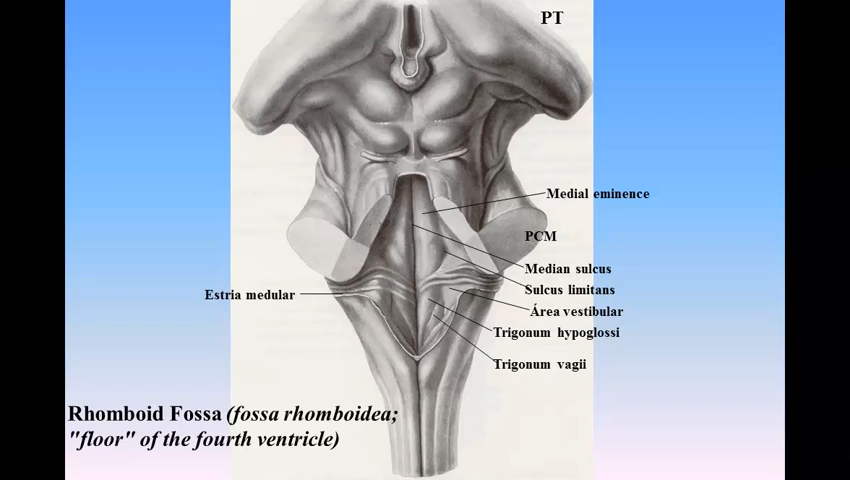 PT
Medial eminence
PCM
Median sulcus
Sulcus limitans
Estria medular
Área vestibular
Trigonum hypoglossi
Trigonum vagii
Rhomboid Fossa (fossa rhomboidea;
"floor" of the fourth ventricle)